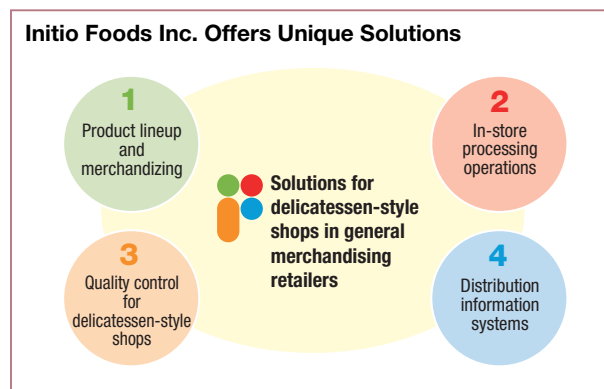 Initio Foods Inc. Offers Unique Solutions
1
Product lineup
and
merchandizing
2
In-store
processing
operations
Solutions for
delicatessen-style
shops in general
merchandising
retailers
3
Quality control
for
delicatessen-style
shops
4
Distribution
information
systems